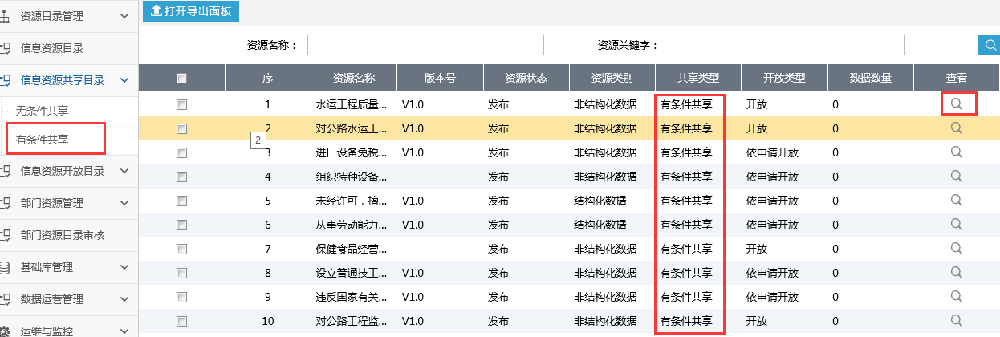 资源目录管理
打开导出面板
信息资源目录
资源名称：
资源关键字：
信息资源共享目录
序 资源名称 版本号 资源状态 资源类别 共享类型 开放类型 数据数量 查看
无条件共享
1 水运工程质量... V1.0 发布 非结构化数据 有条件共享 开放 0
有条件共享
2 对公路水运工... V1.0 发布 非结构化数据 有条件共享 开放 0
2
3 进口设备免税... V1.0 发布 非结构化数据 有条件共享 依申请开放 0
信息资源开放目录
4 组织特种设备... 发布 非结构化数据 有条件共享 依申请开放 0
部门资源管理
5 未经许可，擅... V1.0 发布 结构化数据 有条件共享 依申请开放 0
部门资源目录审核
6 从事劳动能力... V1.0 发布 结构化数据 有条件共享 依申请开放 0
7 保健食品经营... 发布 非结构化数据 有条件共享 开放 0
基础库管理
8 设立普通技工... V1.0 发布 非结构化数据 有条件共享 依申请开放 0
数据运营管理
9 违反国家有关... V1.0 发布 非结构化数据 有条件共享 依申请开放 0
运维与监控
10 对公路工程监... V1.0 发布 非结构化数据 有条件共享 开放 0